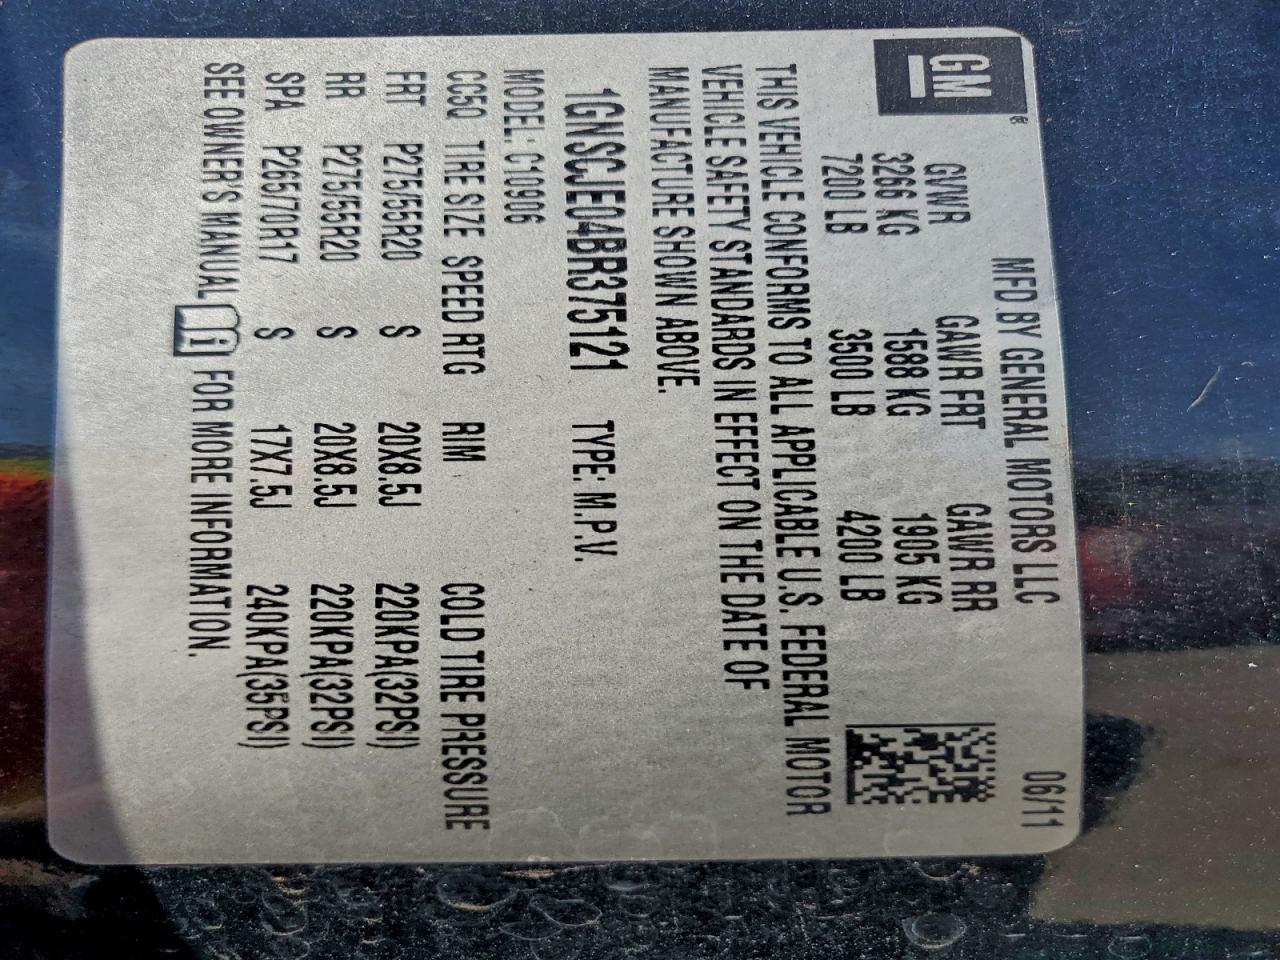 GM®
MFD.BY GENERAL MOTORS LLC 06/11
GVWR GAWR FRT GAWR RR
3266 KG 1588 KG 1905 KG
7200 LB 3500 LB 4200 LB
THIS VEHICLE CONFORMS TO ALL APPLICABLE U.S. FEDERAL MOTOR
VEHICLE SAFETY STANDARDS IN EFFECT ON THE DATE OF
MANUFACTURE SHOWN ABOVE.
1GNSCJE04BR375121 TYPE: M.P.V.
MODEL: C10906
CC50 TIRE SIZE SPEED RTG RIM COLD TIRE PRESSURE
FRT P275/55R20 S 20X8.5J 220KPA(32PSI)
RR P275/55R20 S 20X8.5J 220KPA(32PSI)
SPA P265/70R17 S 17X7.5J 240KPA(35PSI)
SEE OWNER'S MANUAL i FOR MORE INFORMATION.